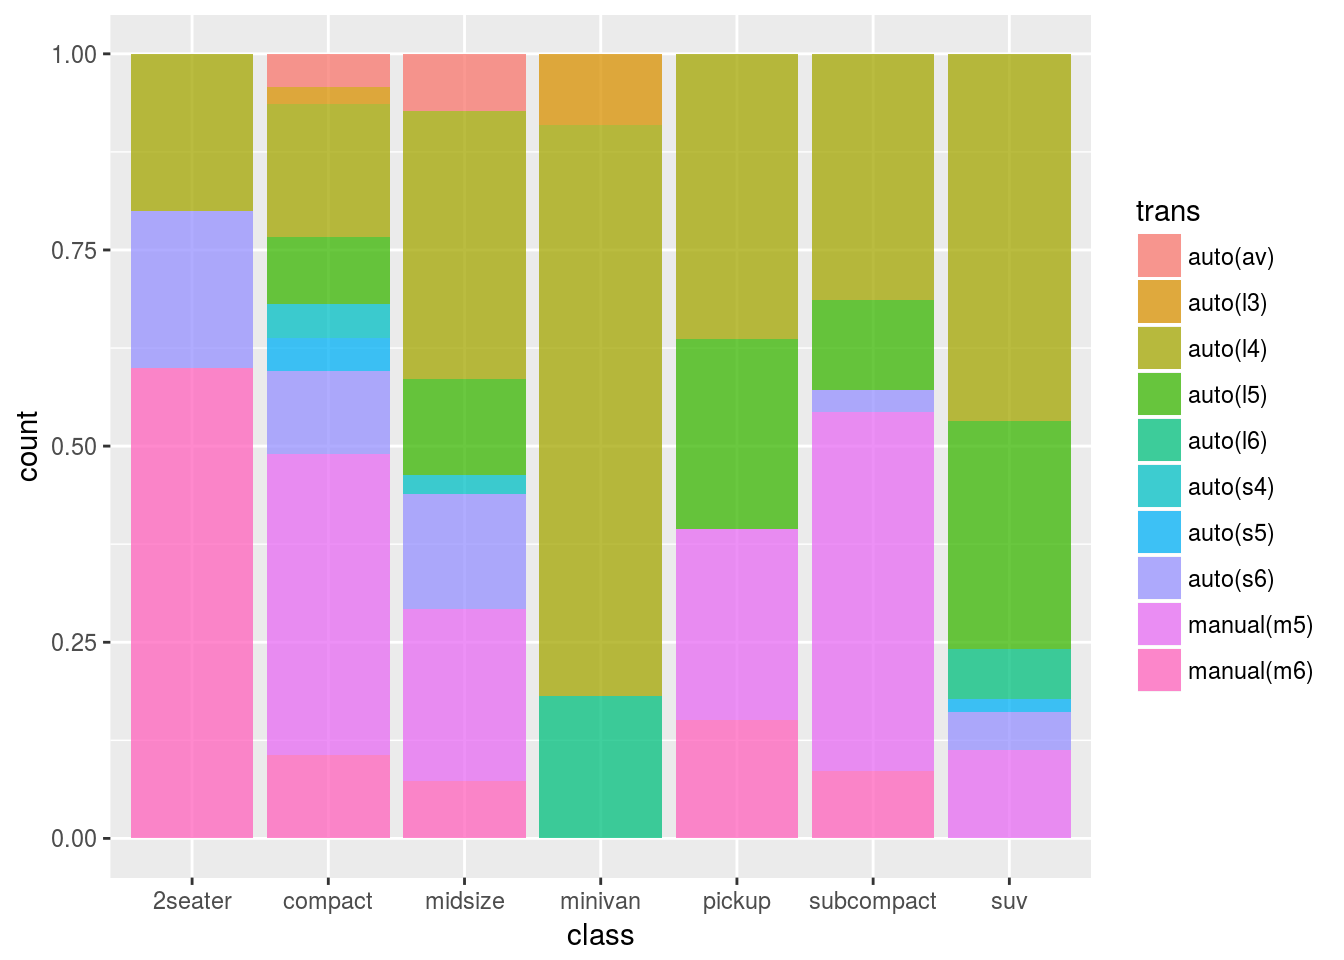 1.00
0.75
0.50
0.25
0.00
count
2seater compact midsize minivan pickup subcompact suv
class
trans
auto(av)
auto(l3)
auto(l4)
auto(l5)
auto(l6)
auto(s4)
auto(s5)
auto(s6)
manual(m5)
manual(m6)